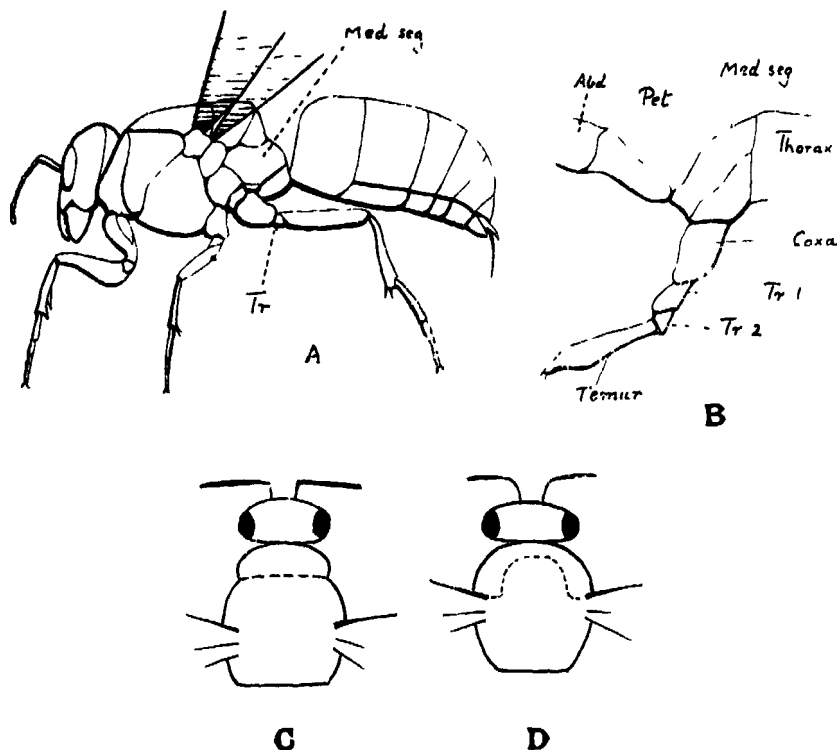 Med seg
Tr
A
Abd
Pet
Med seg
Thorax
Coxa
Tr 1
Tr 2
Femur
B
C
D